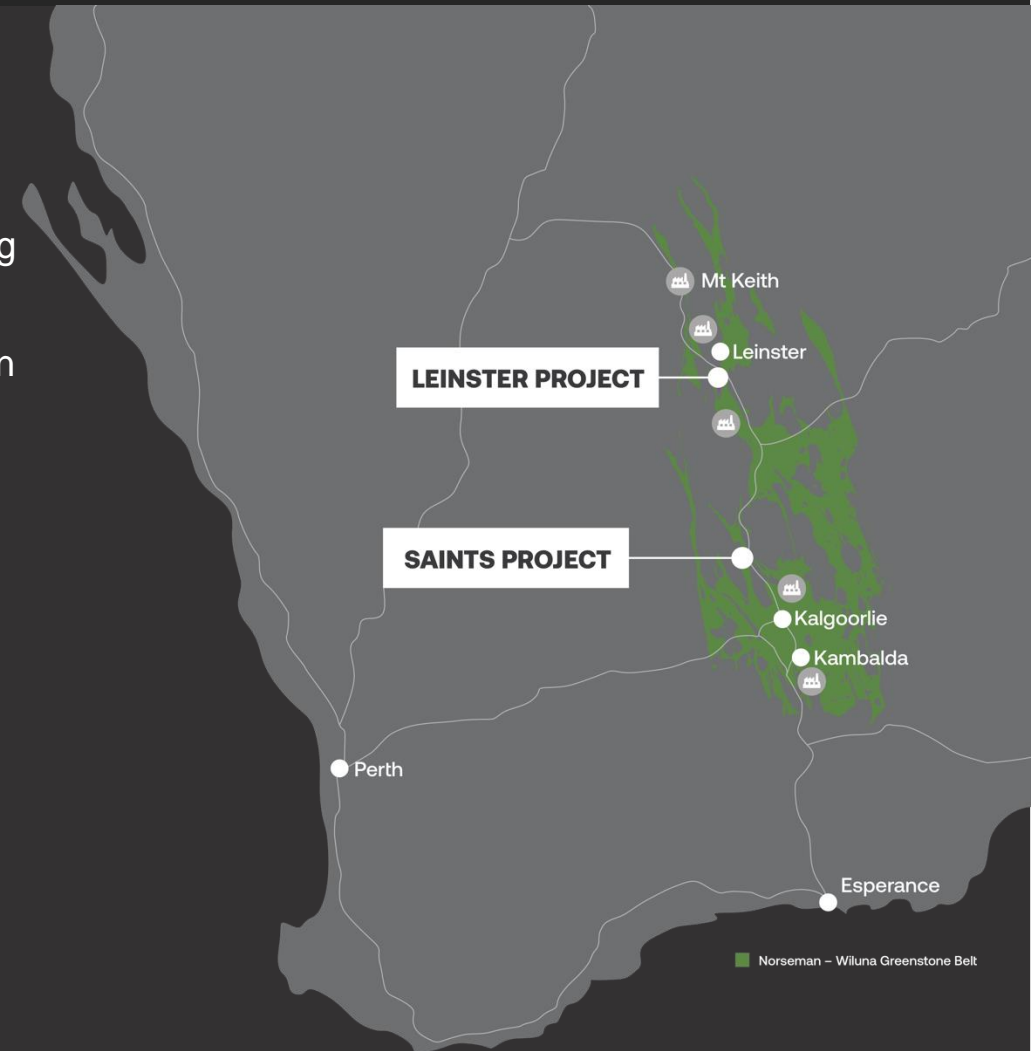 Mt Keith
Leinster
LEINSTER PROJECT
SAINTS PROJECT
Kalgoorlie
Kambalda
Perth
Esperance
Norseman – Wiluna Greenstone Belt